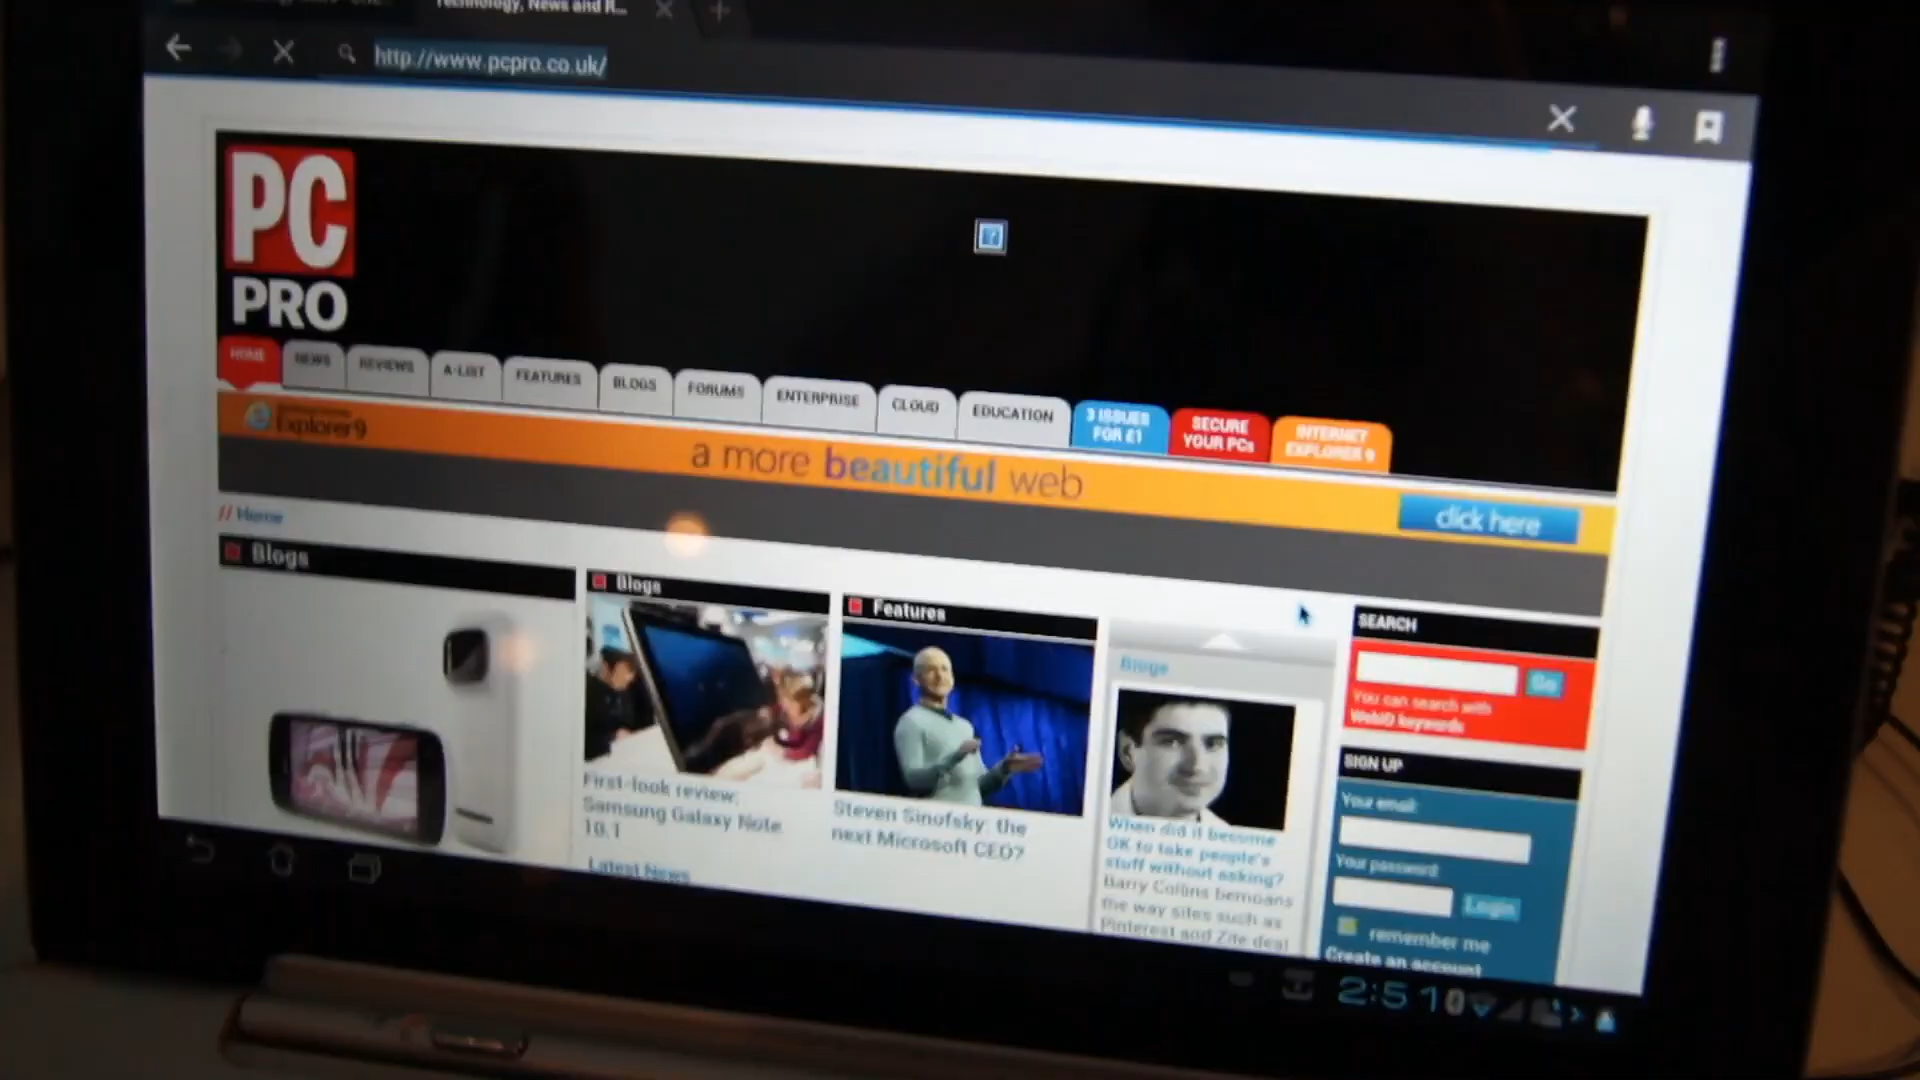 Technology, News and R...
http://www.pcpro.co.uk/
PC
PRO
HOME
NEWS
REVIEWS
A-LIST
FEATURES
BLOGS
FORUMS
ENTERPRISE
CLOUD
EDUCATION
3 ISSUES
FOR £1
SECURE
YOUR PCs
INTERNET
EXPLORER 9
Explorer9
a more beautiful web
click here
// Home
Blogs
Blogs
First-look review:
Samsung Galaxy Note
10.1
Latest News
Features
Steven Sinofsky: the
next Microsoft CEO?
Blogs
When did it become
OK to take people's
stuff without asking?
Barry Collins bemoans
the way sites such as
Pinterest and Zite deal
SEARCH
Go
You can search with
WebID keywords
SIGN UP
Your email:
Your password:
Login
remember me
Create an account
2:51